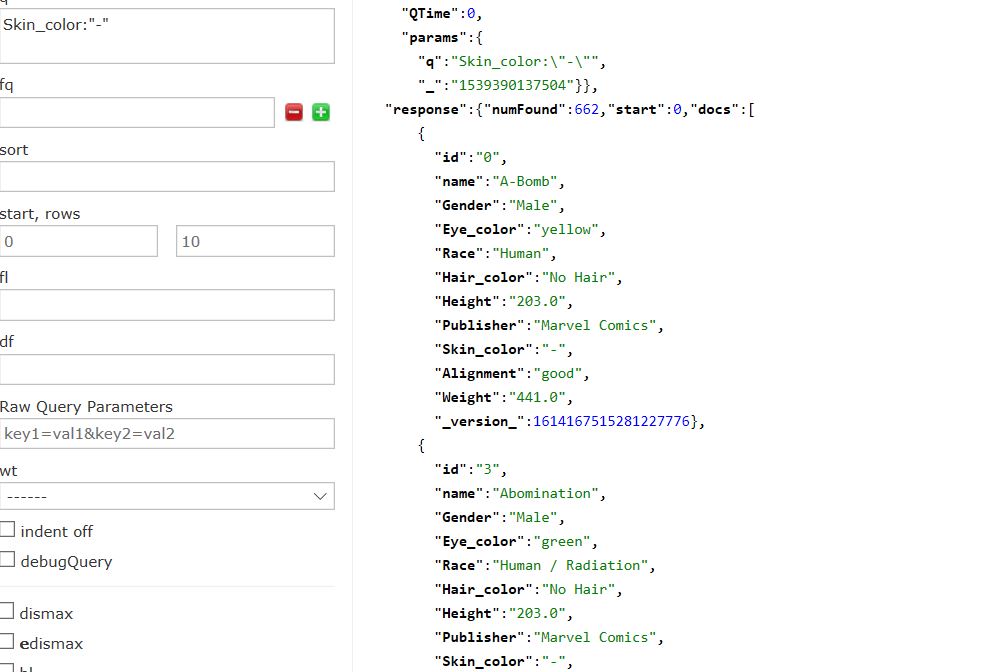 Skin_color:"-"
fq
sort
start, rows
0
10
fl
df
Raw Query Parameters
key1=val1&key2=val2
wt
------
indent off
debugQuery
dismax
edismax
"QTime":0,
"params":{
"q":"Skin_color:\"-\"",
"_":"1539390137504"}},
"response":{"numFound":662,"start":0,"docs":[
{
"id":"0",
"name":"A-Bomb",
"Gender":"Male",
"Eye_color":"yellow",
"Race":"Human",
"Hair_color":"No Hair",
"Height":"203.0",
"Publisher":"Marvel Comics",
"Skin_color":"-",
"Alignment":"good",
"Weight":"441.0",
"_version_":1614167515281227776},
{
"id":"3",
"name":"Abomination",
"Gender":"Male",
"Eye_color":"green",
"Race":"Human / Radiation",
"Hair_color":"No Hair",
"Height":"203.0",
"Publisher":"Marvel Comics",
"Skin_color":"-",